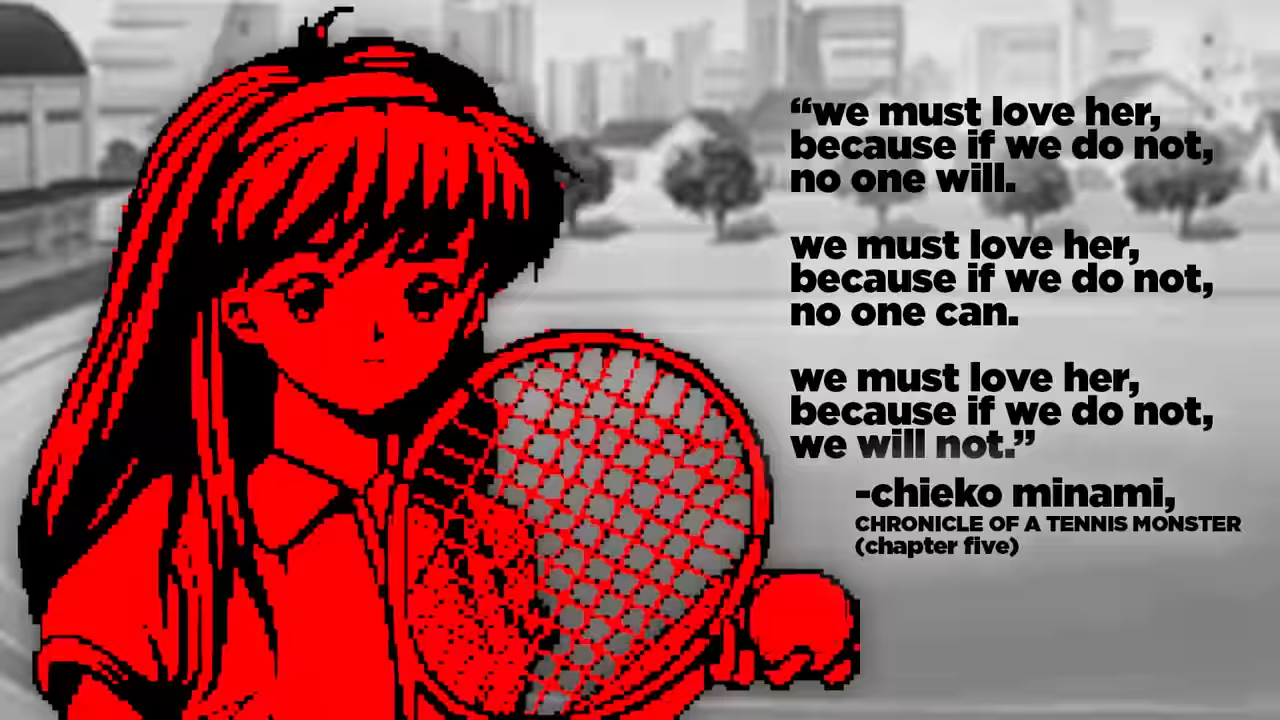 “we must love her,
because if we do not,
no one will.
we must love her,
because if we do not,
no one can.
we must love her,
because if we do not,
we will not.”
-chieko minami,
CHRONICLE OF A TENNIS MONSTER
(chapter five)